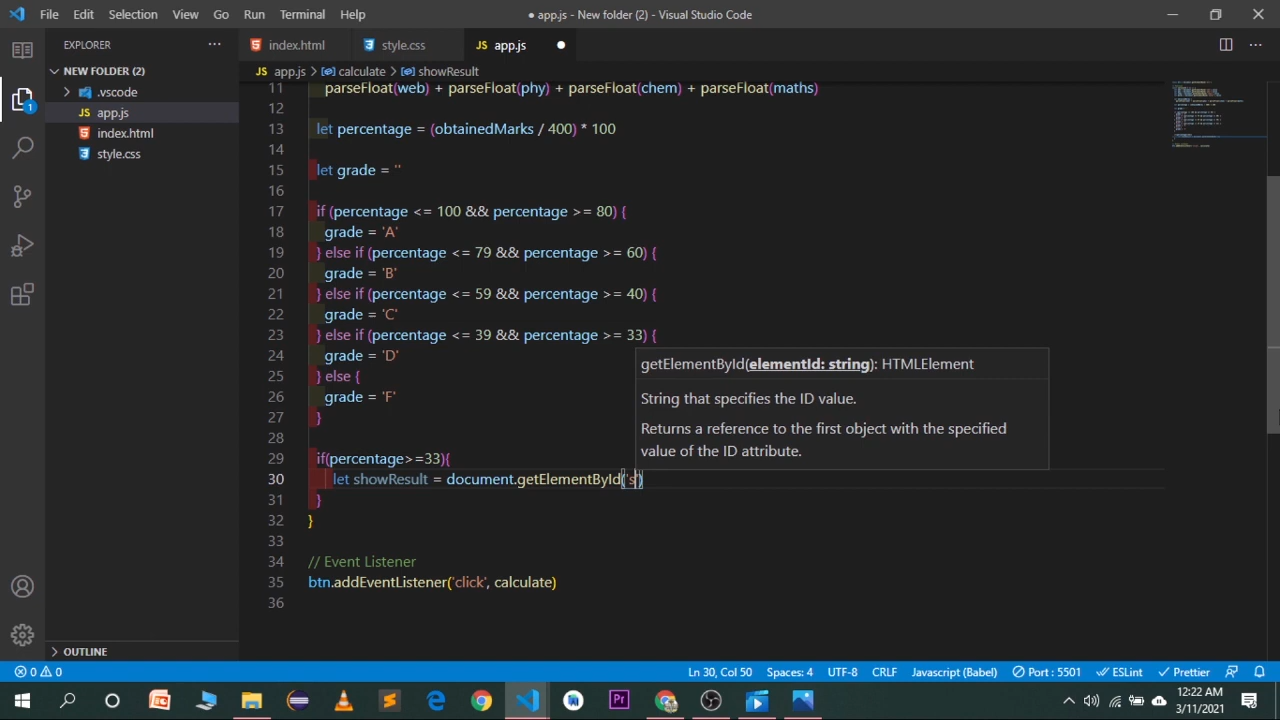 File Edit Selection View Go Run Terminal Help
● app.js - New folder (2) - Visual Studio Code
EXPLORER
NEW FOLDER (2)
.vscode
JS app.js
index.html
style.css
OUTLINE
index.html
style.css
JS app.js
JS app.js > calculate > showResult
11 parseFloat(web) + parseFloat(phy) + parseFloat(chem) + parseFloat(maths)
12
13 let percentage = (obtainedMarks / 400) * 100
14
15 let grade = ''
16
17 if (percentage <= 100 && percentage >= 80) {
18 grade = 'A'
19 } else if (percentage <= 79 && percentage >= 60) {
20 grade = 'B'
21 } else if (percentage <= 59 && percentage >= 40) {
22 grade = 'C'
23 } else if (percentage <= 39 && percentage >= 33) {
24 grade = 'D'
25 } else {
26 grade = 'F'
27 }
28
29 if(percentage>=33){
30 let showResult = document.getElementById('s')
31 }
32 }
33
34 // Event Listener
35 btn.addEventListener('click', calculate)
36
getElementById(elementId: string): HTMLElement
String that specifies the ID value.
Returns a reference to the first object with the specified
value of the ID attribute.
1
0 0
Ln 30, Col 50
Spaces: 4
UTF-8
CRLF
Javascript (Babel)
Port : 5501
ESLint
Prettier
Pr
12:22 AM
3/11/2021